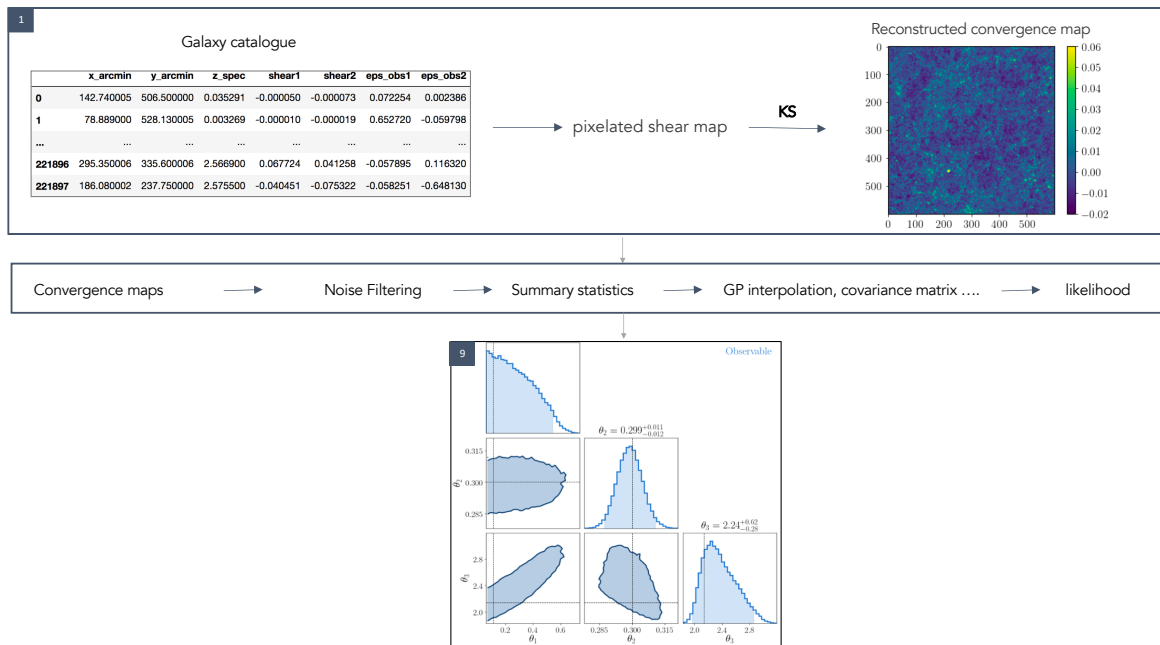 1
Galaxy catalogue
x_arcmin y_arcmin z_spec shear1 shear2 eps_obs1 eps_obs2
0 142.740005 506.500000 0.035291 -0.000050 -0.000073 0.072254 0.002386
1 78.889000 528.130005 0.003269 -0.000010 -0.000019 0.652720 -0.059798
... ... ... ... ... ... ... ...
221896 295.350006 335.600006 2.566900 0.067724 0.041258 -0.057895 0.116320
221897 186.080002 237.750000 2.575500 -0.040451 -0.075322 -0.058251 -0.648130
pixelated shear map
KS
Reconstructed convergence map
0
100
200
300
400
500
0 100 200 300 400 500
0.06
0.05
0.04
0.03
0.02
0.01
0.00
−0.01
−0.02
Convergence maps Noise Filtering Summary statistics GP interpolation, covariance matrix .... likelihood
9
Observable
θ₂ = 0.299⁺⁰·⁰¹¹₋₀.₀₁₂
0.315
0.300
0.285
θ₂
θ₃ = 2.24⁺⁰·⁶²₋₀.₂₈
2.8
2.4
2.0
θ₃
0.2 0.4 0.6
θ₁
0.285 0.300 0.315
θ₂
2.0 2.4 2.8
θ₃